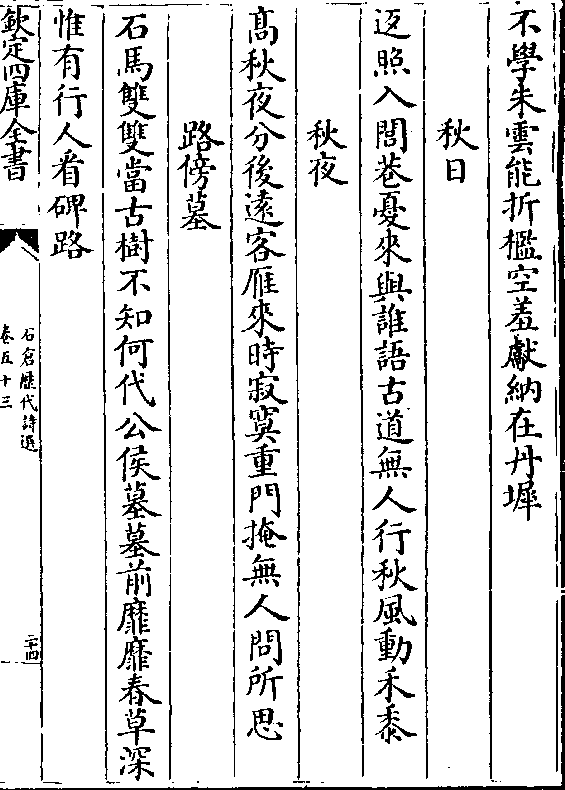 不學朱雲能折檻空羞獻納在丹墀
秋日
返照入閭巷憂來與誰語古道無人行秋風動禾黍
秋夜
髙秋夜分後遠客雁來時寂寞重門掩無人問所思
路傍墓
石馬雙雙當古樹不知何代公侯墓墓前靡靡春草深
惟有行人看碑路
欽定四庫全書
石倉歴代詩選
卷五十三
二十四